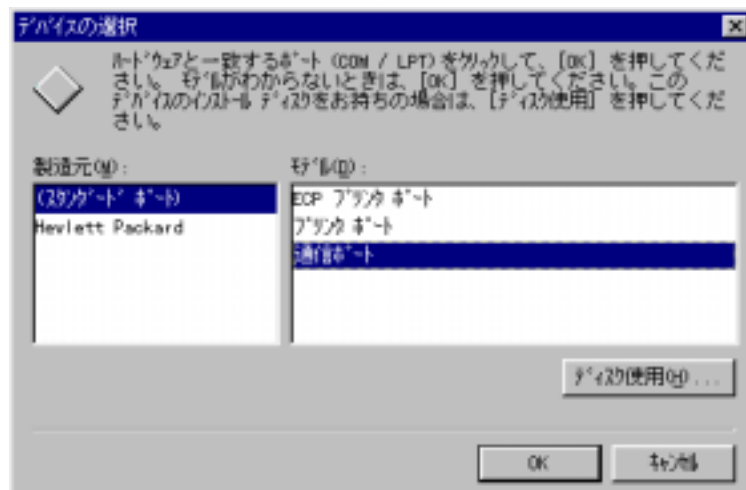 デバイスの選択
ﾊｰﾄﾞｳｪｱと一致するﾎﾟｰﾄ (COM / LPT) をｸﾘｯｸして、[OK] を押してくだ
さい。 ﾓﾃﾞﾙがわからないときは、[OK] を押してください。この
ﾃﾞﾊﾞｲｽのｲﾝｽﾄｰﾙ ﾃﾞｨｽｸをお持ちの場合は、[ﾃﾞｨｽｸ使用] を押してくだ
さい。
製造元(M):
ﾓﾃﾞﾙ(D):
(ｽﾀﾝﾀﾞｰﾄﾞ ﾎﾟｰﾄ)
Hewlett Packard
ECP ﾌﾟﾘﾝﾀ ﾎﾟｰﾄ
ﾌﾟﾘﾝﾀ ﾎﾟｰﾄ
通信ﾎﾟｰﾄ
ﾃﾞｨｽｸ使用(H)...
OK
ｷｬﾝｾﾙ